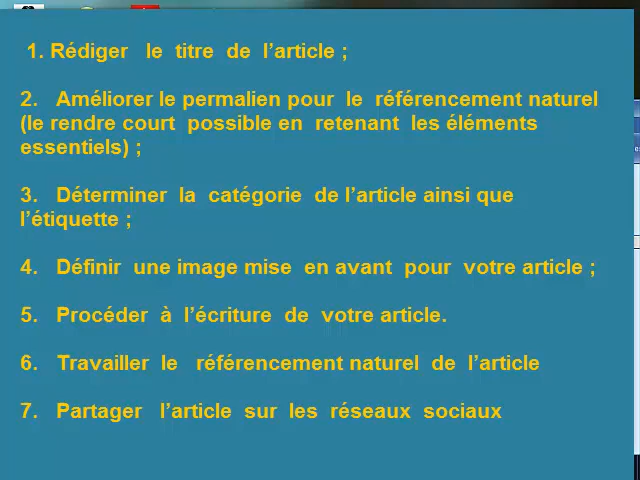 1. Rédiger le titre de l’article ;
2. Améliorer le permalien pour le référencement naturel
(le rendre court possible en retenant les éléments
essentiels) ;
3. Déterminer la catégorie de l’article ainsi que
l’étiquette ;
4. Définir une image mise en avant pour votre article ;
5. Procéder à l’écriture de votre article.
6. Travailler le référencement naturel de l’article
7. Partager l’article sur les réseaux sociaux